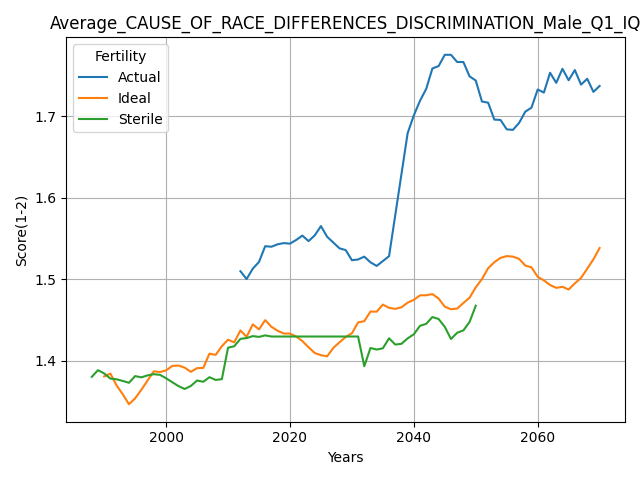 Average_CAUSE_OF_RACE_DIFFERENCES_DISCRIMINATION_Male_Q1_IQ
Fertility
Actual
Ideal
Sterile
Score(1-2)
1.7
1.6
1.5
1.4
2000 2020 2040 2060
Years